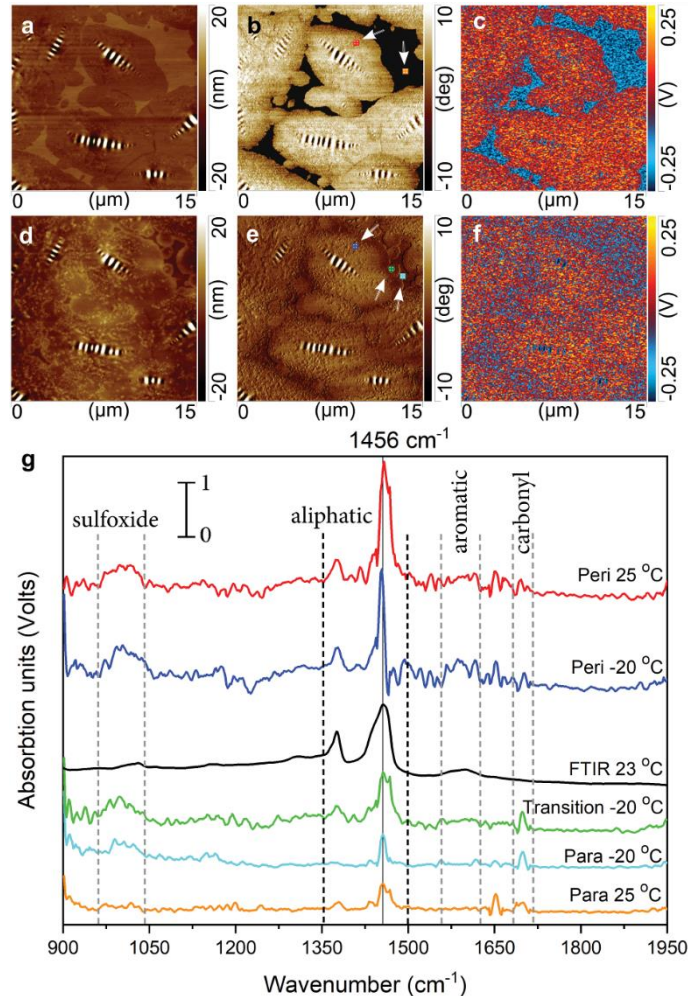 a
20
(nm)
-20
0
(µm)
15
b
10
(deg)
-10
0
(µm)
15
c
0.25
(V)
-0.25
0
(µm)
15
d
20
(nm)
-20
0
(µm)
15
e
10
(deg)
-10
0
(µm)
15
f
0.25
(V)
-0.25
0
(µm)
15
1456 cm⁻¹
g
1
0
sulfoxide
aliphatic
aromatic
carbonyl
Peri 25 °C
Peri -20 °C
FTIR 23 °C
Transition -20 °C
Para -20 °C
Para 25 °C
Absorbtion units (Volts)
900 1050 1350 1500 1650 1800 1950
Wavenumber (cm⁻¹)